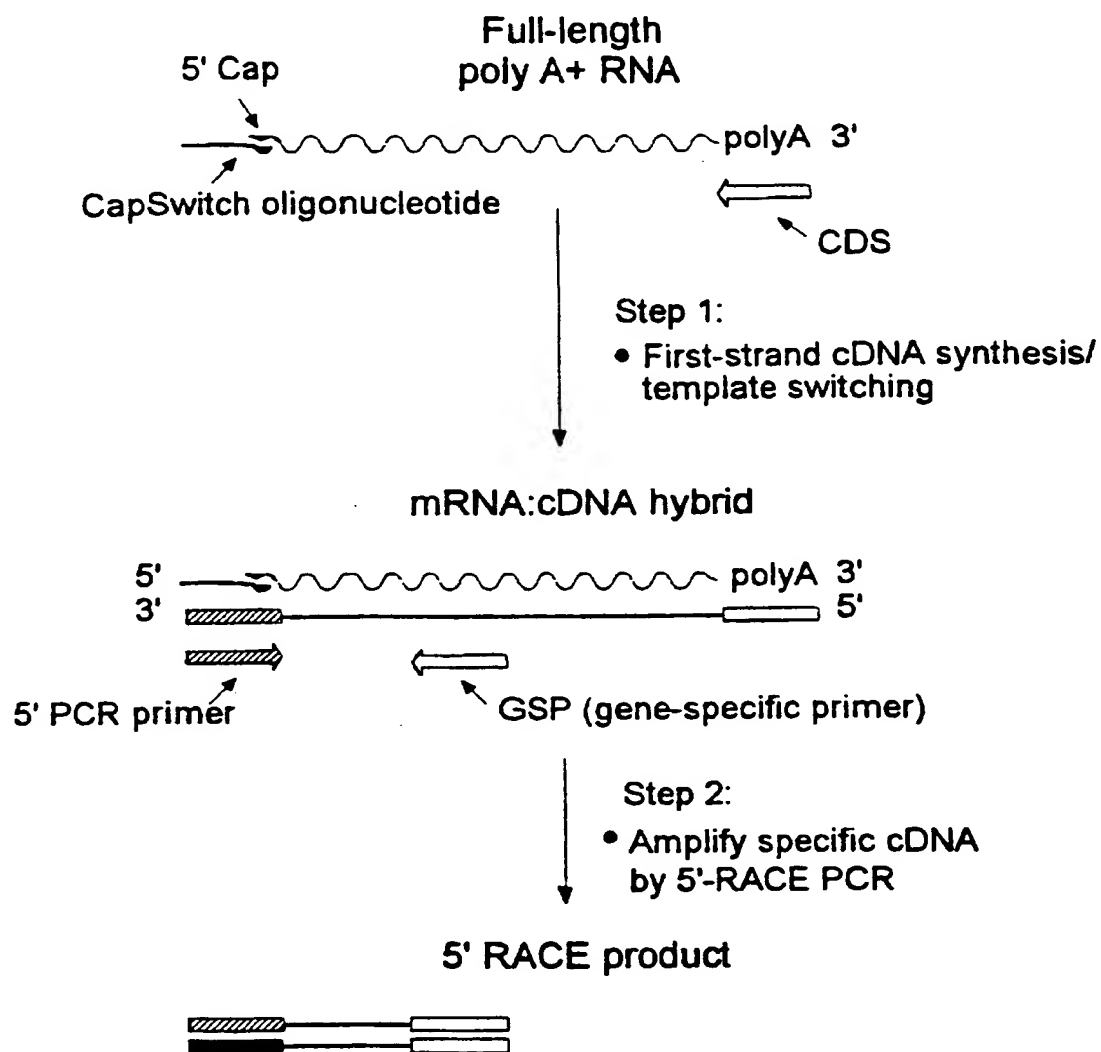 Full-length
poly A+ RNA
5' Cap
polyA 3'
CapSwitch oligonucleotide
CDS
Step 1:
• First-strand cDNA synthesis/
template switching
mRNA:cDNA hybrid
5'
polyA 3'
3'
5'
5' PCR primer
GSP (gene-specific primer)
Step 2:
• Amplify specific cDNA
by 5'-RACE PCR
5' RACE product